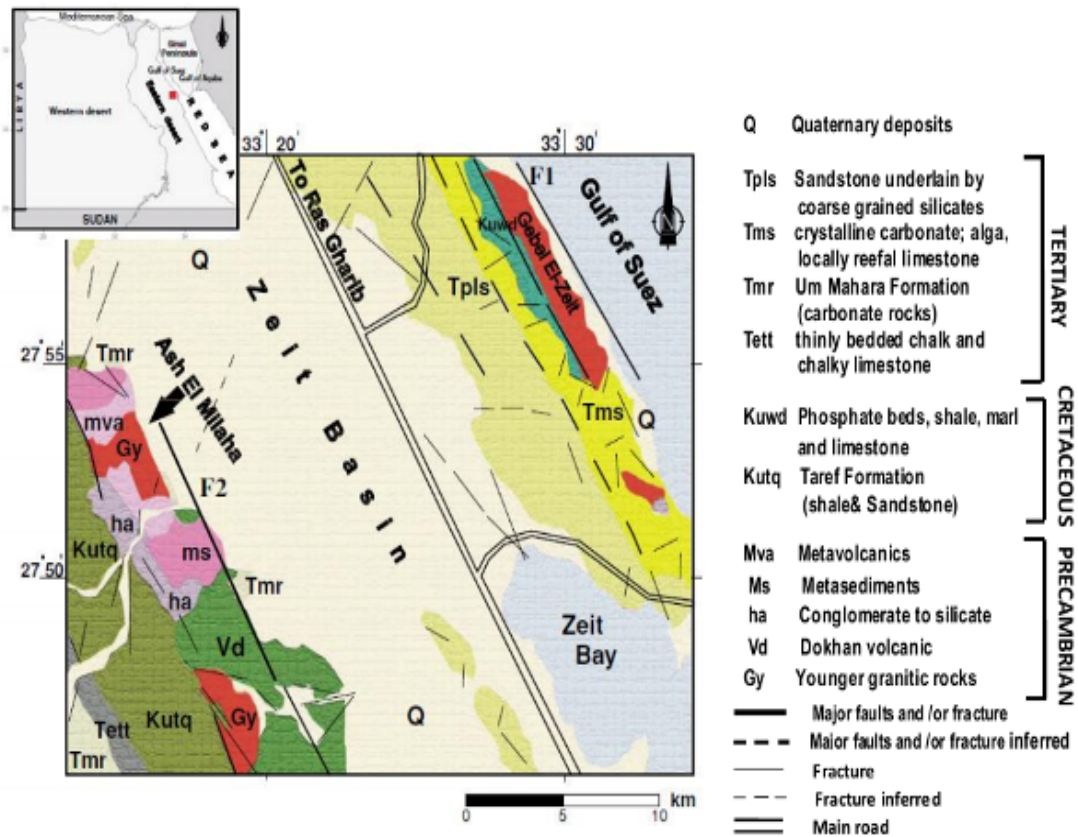 Mediterranean Sea
Sinai
Peninsula
Gulf of Suez
Gulf of Aqaba
LIBYA
Western desert
Eastern desert
RED SEA
SUDAN
33° 20'
33° 30'
27° 55'
27° 50'
To Ras Gharib
F1
Gulf of Suez
Kuwd
Gebel El-Zeit
Q
Zeit Basin
Tpls
Tmr
Ash El Milaha
mva
Gy
Tms
Q
F2
ha
Kutq
ms
Tmr
ha
Vd
Zeit
Bay
Kutq
Gy
Q
Tett
Tmr
0 5 10 km
Q Quaternary deposits
Tpls Sandstone underlain by
coarse grained silicates
Tms crystalline carbonate; alga,
locally reefal limestone
Tmr Um Mahara Formation
(carbonate rocks)
Tett thinly bedded chalk and
chalky limestone
TERTIARY
Kuwd Phosphate beds, shale, marl
and limestone
Kutq Taref Formation
(shale& Sandstone)
CRETACEOUS
Mva Metavolcanics
Ms Metasediments
ha Conglomerate to silicate
Vd Dokhan volcanic
Gy Younger granitic rocks
PRECAMBRIAN
Major faults and /or fracture
Major faults and /or fracture inferred
Fracture
Fracture inferred
Main road